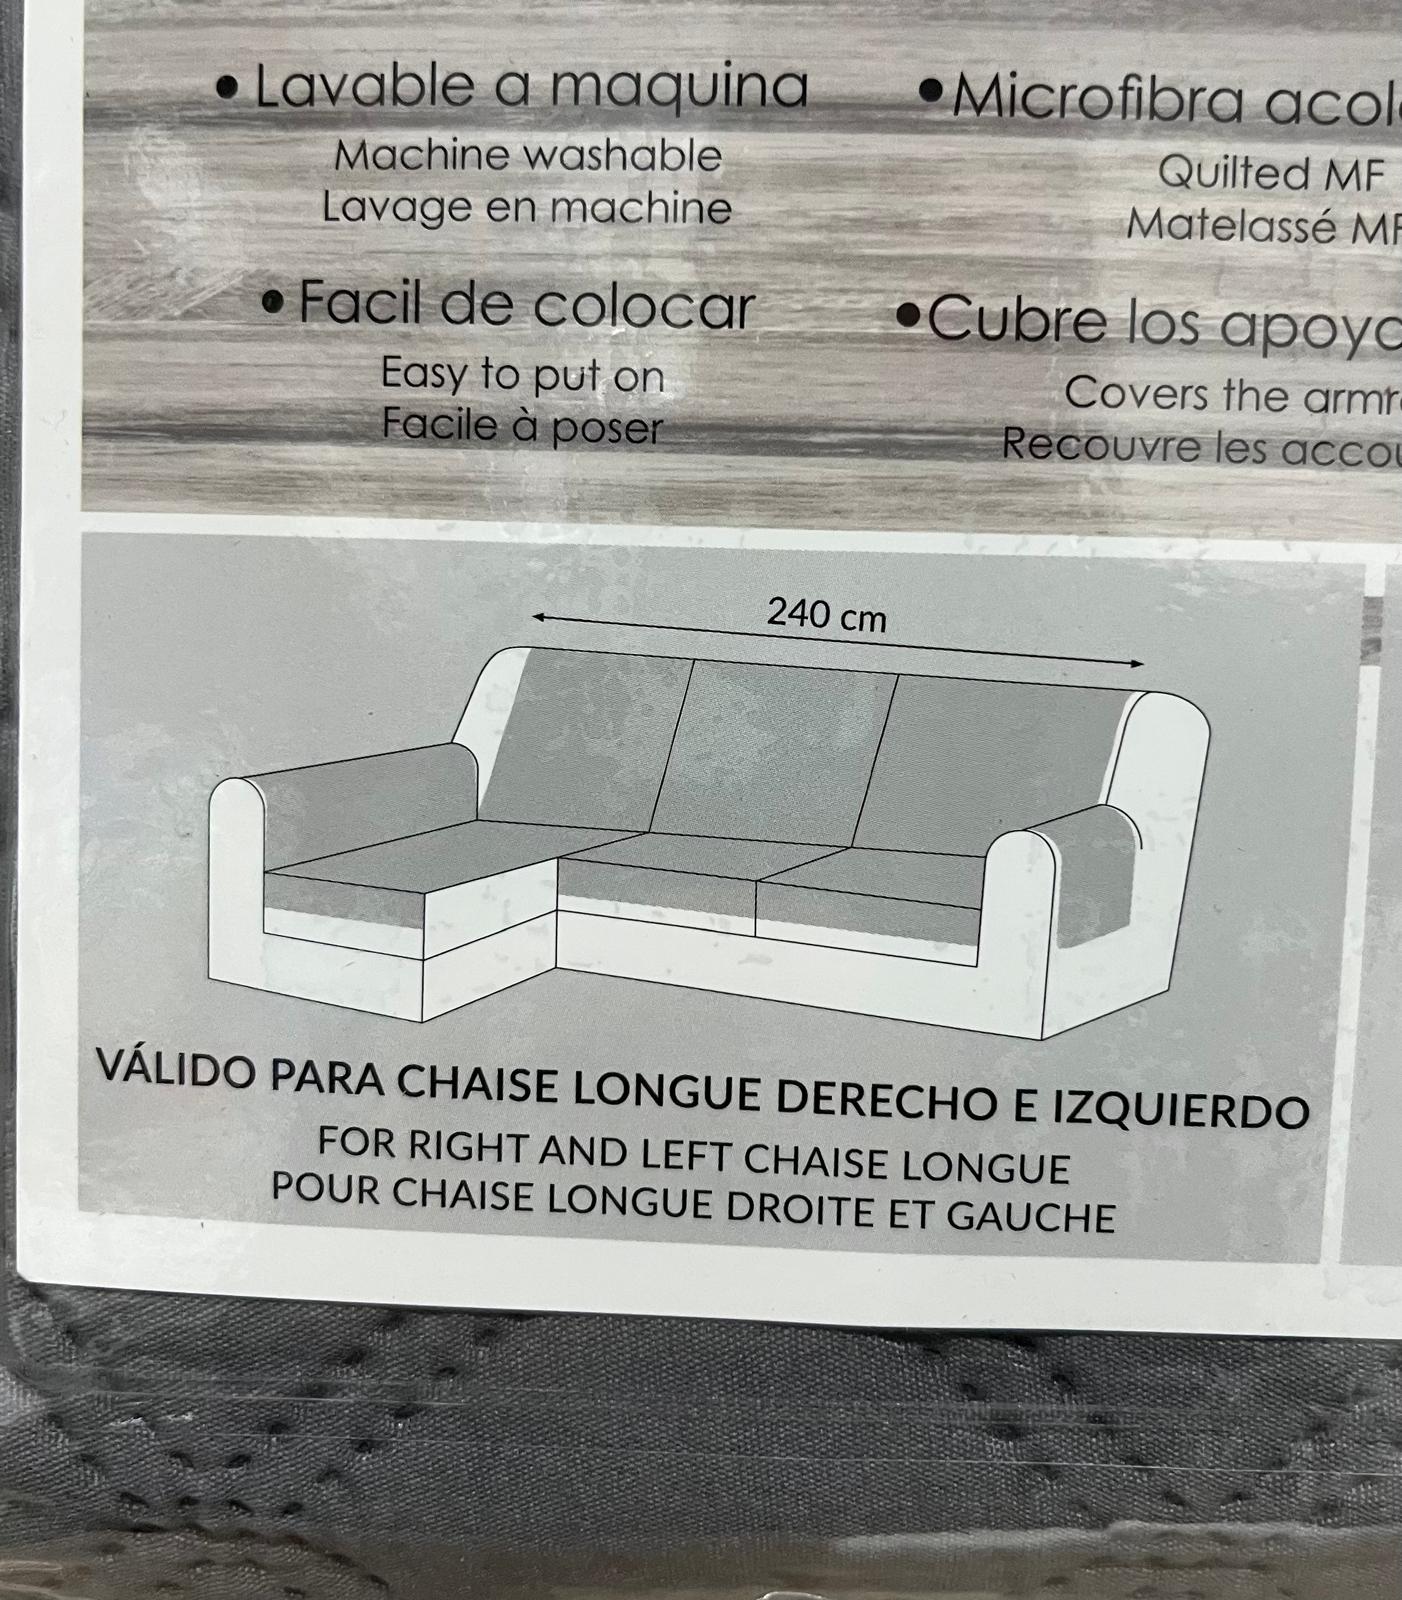 • Lavable a maquina
Machine washable
Lavage en machine
• Microfibra
Quilted MF
Matelassé MF
• Facil de colocar
Easy to put on
Facile à poser
• Cubre los
Covers the
Recouvre les
240 cm
VÁLIDO PARA CHAISE LONGUE DERECHO E IZQUIERDO
FOR RIGHT AND LEFT CHAISE LONGUE
POUR CHAISE LONGUE DROITE ET GAUCHE